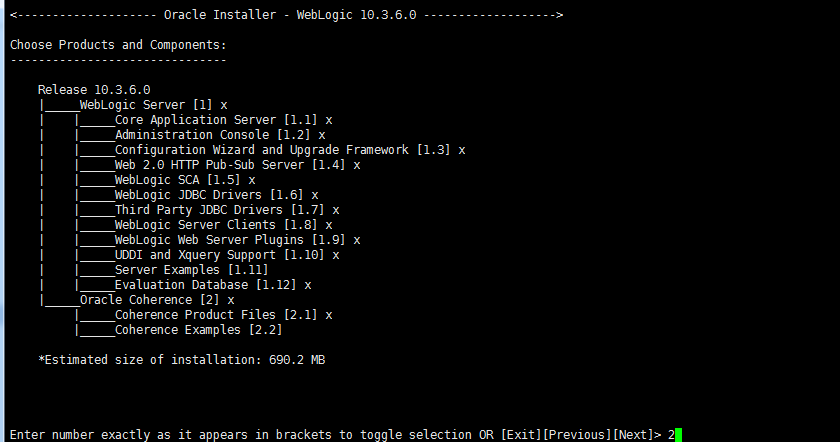 <------------------- Oracle Installer - WebLogic 10.3.6.0 ------------------->
Choose Products and Components:
-------------------------------
Release 10.3.6.0
|_____WebLogic Server [1] x
|    |_____Core Application Server [1.1] x
|    |_____Administration Console [1.2] x
|    |_____Configuration Wizard and Upgrade Framework [1.3] x
|    |_____Web 2.0 HTTP Pub-Sub Server [1.4] x
|    |_____WebLogic SCA [1.5] x
|    |_____WebLogic JDBC Drivers [1.6] x
|    |_____Third Party JDBC Drivers [1.7] x
|    |_____WebLogic Server Clients [1.8] x
|    |_____WebLogic Web Server Plugins [1.9] x
|    |_____UDDI and Xquery Support [1.10] x
|    |_____Server Examples [1.11]
|    |_____Evaluation Database [1.12] x
|_____Oracle Coherence [2] x
     |_____Coherence Product Files [2.1] x
     |_____Coherence Examples [2.2]
*Estimated size of installation: 690.2 MB
Enter number exactly as it appears in brackets to toggle selection OR [Exit][Previous][Next]> 2